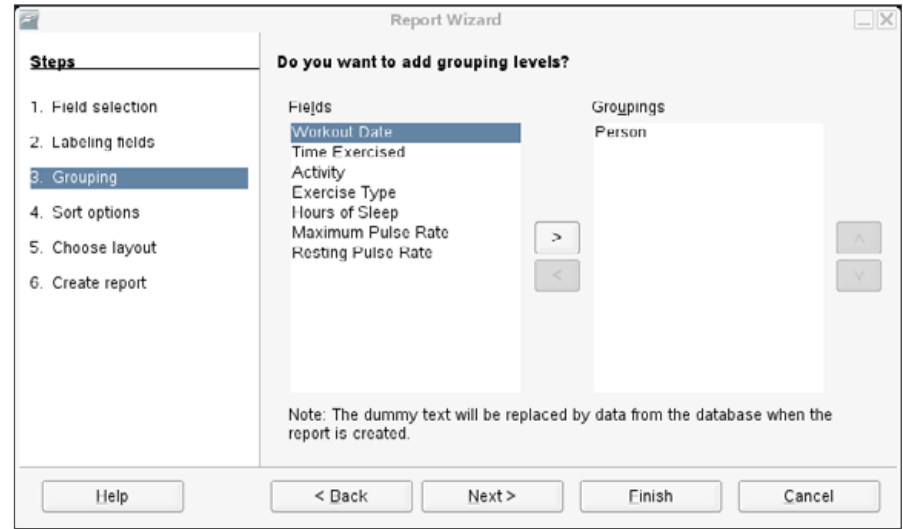 Report Wizard
Steps
1. Field selection
2. Labeling fields
3. Grouping
4. Sort options
5. Choose layout
6. Create report
Do you want to add grouping levels?
Fields
Workout Date
Time Exercised
Activity
Exercise Type
Hours of Sleep
Maximum Pulse Rate
Resting Pulse Rate
>
<
Groupings
Person
^
v
Note: The dummy text will be replaced by data from the database when the
report is created.
Help
< Back
Next >
Finish
Cancel